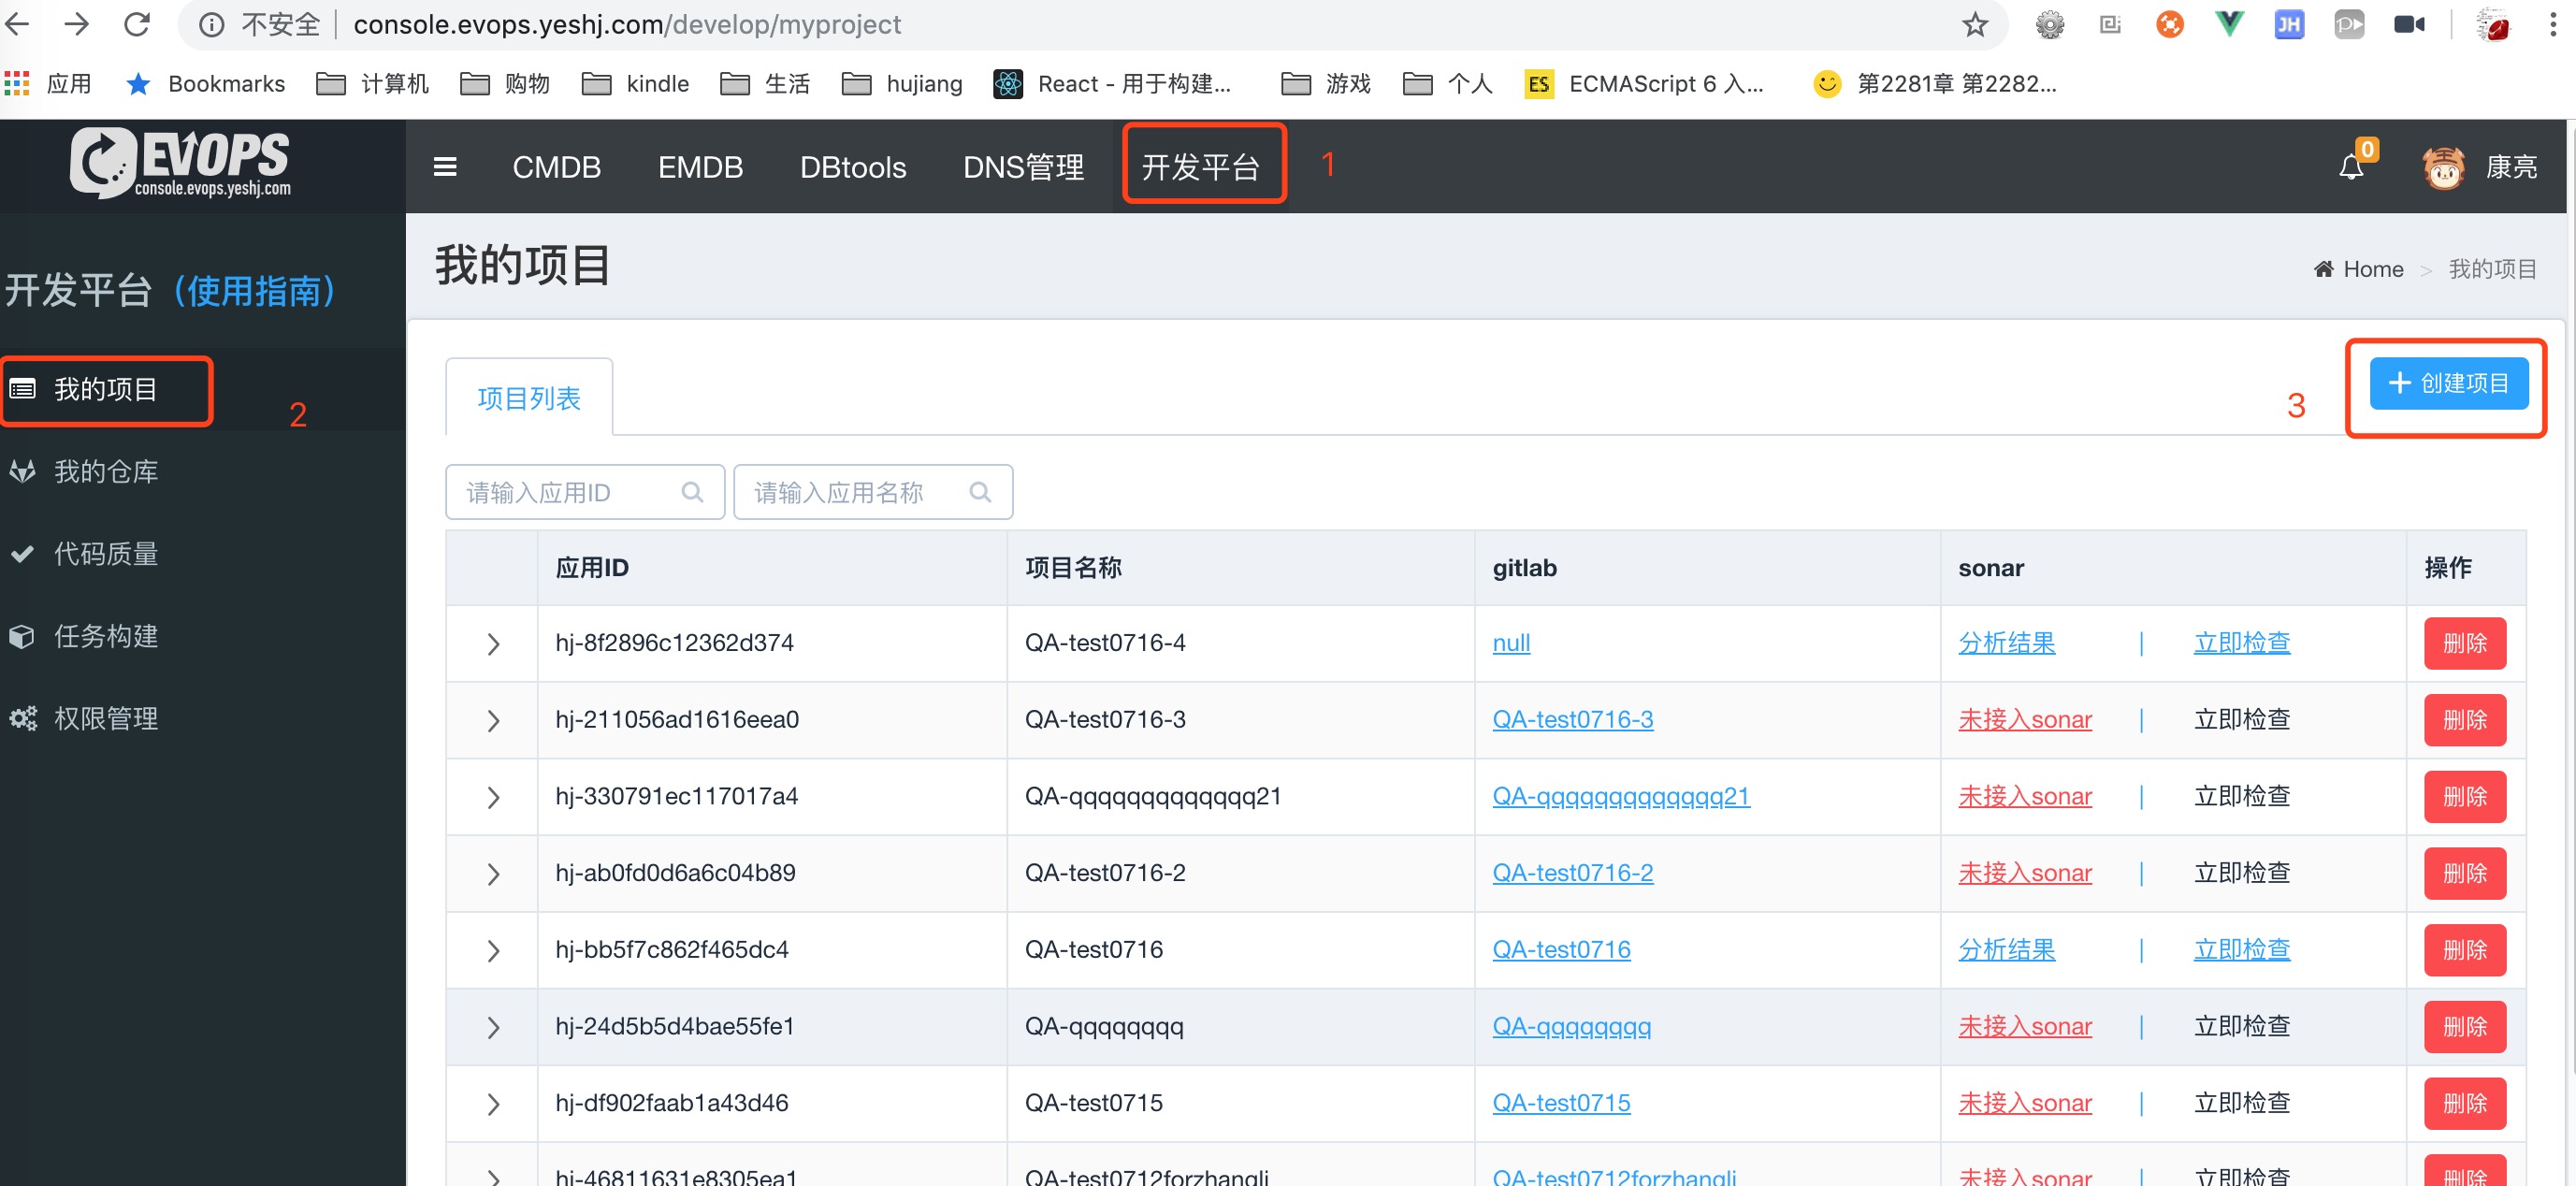 不安全 console.evops.yeshj.com/develop/myproject
应用 Bookmarks 计算机 购物 kindle 生活 hujiang React - 用于构建... 游戏 个人 ES ECMAScript 6 入... 第2281章 第2282...
EVOPS
console.evops.yeshj.com
CMDB EMDB DBtools DNS管理 开发平台 1 0 康亮
开发平台（使用指南）
我的项目
2
我的仓库
代码质量
任务构建
权限管理
我的项目
Home > 我的项目
项目列表
3 + 创建项目
请输入应用ID 请输入应用名称
应用ID 项目名称 gitlab sonar 操作
hj-8f2896c12362d374 QA-test0716-4 null 分析结果 | 立即检查 删除
hj-211056ad1616eea0 QA-test0716-3 QA-test0716-3 未接入sonar | 立即检查 删除
hj-330791ec117017a4 QA-qqqqqqqqqqqqq21 QA-qqqqqqqqqqqqq21 未接入sonar | 立即检查 删除
hj-ab0fd0d6a6c04b89 QA-test0716-2 QA-test0716-2 未接入sonar | 立即检查 删除
hj-bb5f7c862f465dc4 QA-test0716 QA-test0716 分析结果 | 立即检查 删除
hj-24d5b5d4bae55fe1 QA-qqqqqqqq QA-qqqqqqqq 未接入sonar | 立即检查 删除
hj-df902faab1a43d46 QA-test0715 QA-test0715 未接入sonar | 立即检查 删除
hj-46811631e8305ea1 QA-test0712forzhangli QA-test0712forzhangli 未接入sonar | 立即检查 删除